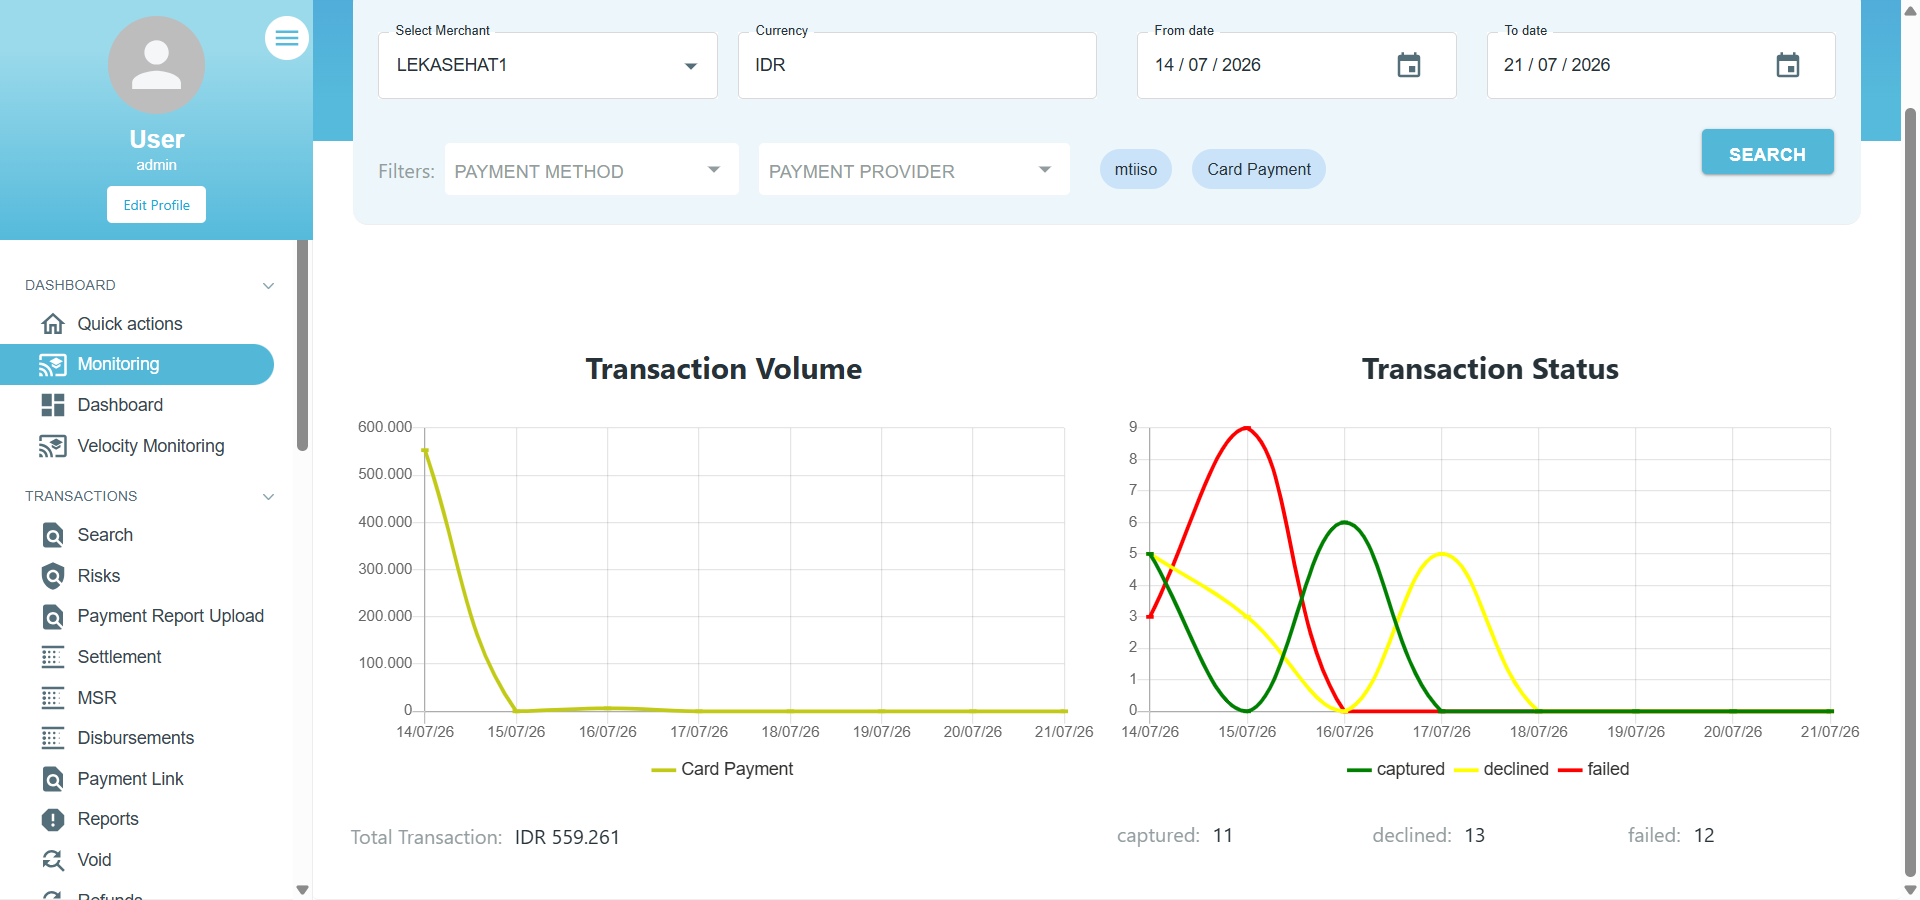 User
admin
Edit Profile
DASHBOARD
Quick actions
Monitoring
Dashboard
Velocity Monitoring
TRANSACTIONS
Search
Risks
Payment Report Upload
Settlement
MSR
Disbursements
Payment Link
Reports
Void
Refunds
Select Merchant
LEKASEHAT1
Currency
IDR
From date
14 / 07 / 2026
To date
21 / 07 / 2026
Filters:
PAYMENT METHOD
PAYMENT PROVIDER
mtiiso
Card Payment
SEARCH
Transaction Volume
600.000
500.000
400.000
300.000
200.000
100.000
0
14/07/26 15/07/26 16/07/26 17/07/26 18/07/26 19/07/26 20/07/26 21/07/26
Card Payment
Total Transaction: IDR 559.261
Transaction Status
9
8
7
6
5
4
3
2
1
0
14/07/26 15/07/26 16/07/26 17/07/26 18/07/26 19/07/26 20/07/26 21/07/26
captured declined failed
captured: 11 declined: 13 failed: 12